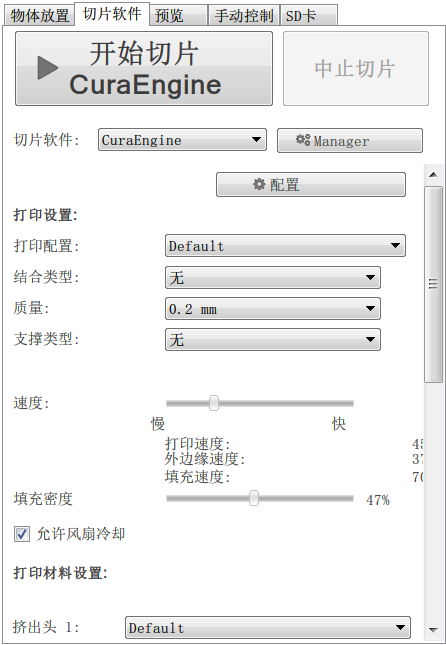 物体放置 切片软件 预览 手动控制 SD卡
开始切片
CuraEngine
中止切片
切片软件: CuraEngine Manager
配置
打印设置:
打印配置: Default
结合类型: 无
质量: 0.2 mm
支撑类型: 无
速度:
慢 快
打印速度: 45
外边缘速度: 37
填充速度: 70
填充密度 47%
允许风扇冷却
打印材料设置:
挤出头 1: Default